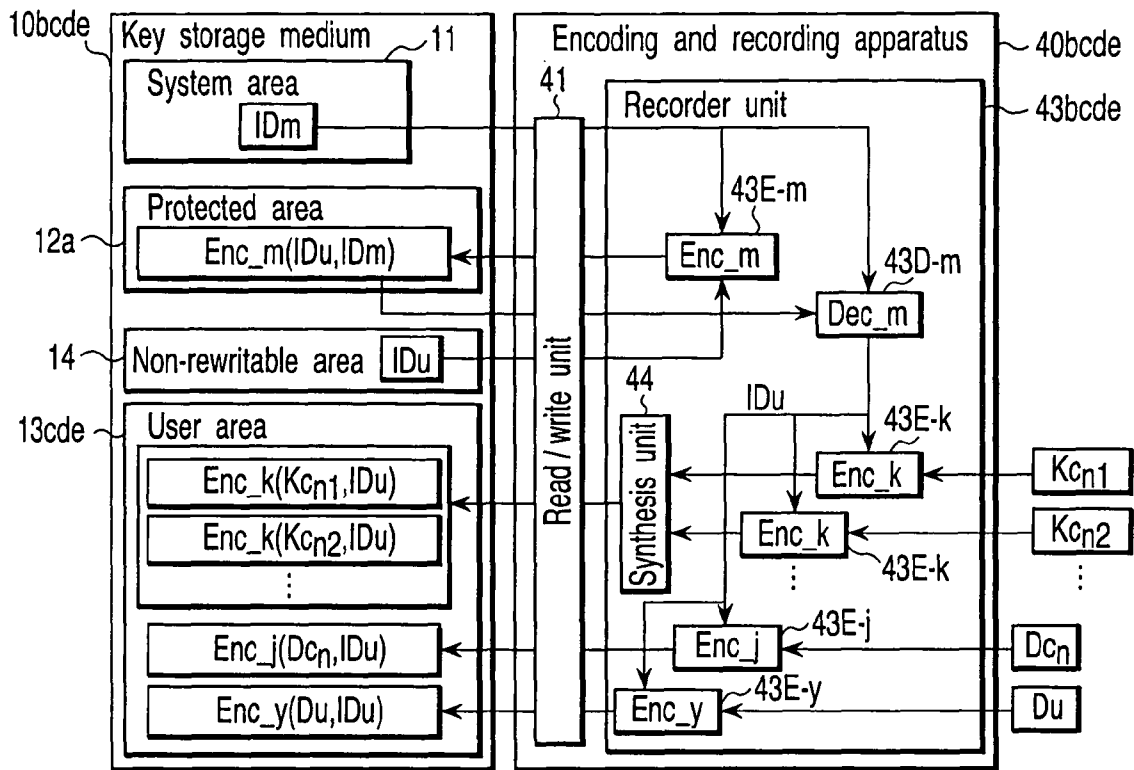 10bcde
Key storage medium
11
System area
IDm
Protected area
12a
Enc_m(IDu,IDm)
14
Non-rewritable area
IDu
13cde
User area
Enc_k(Kcn1,IDu)
Enc_k(Kcn2,IDu)
⋮
Enc_j(Dcn,IDu)
Enc_y(Du,IDu)
41
Read/write unit
Encoding and recording apparatus
40bcde
Recorder unit
43bcde
43E-m
Enc_m
43D-m
Dec_m
44
Synthesis unit
IDu
43E-k
Enc_k
Kcn1
Enc_k
Kcn2
43E-k
⋮
⋮
43E-j
Enc_j
Dcn
43E-y
Enc_y
Du